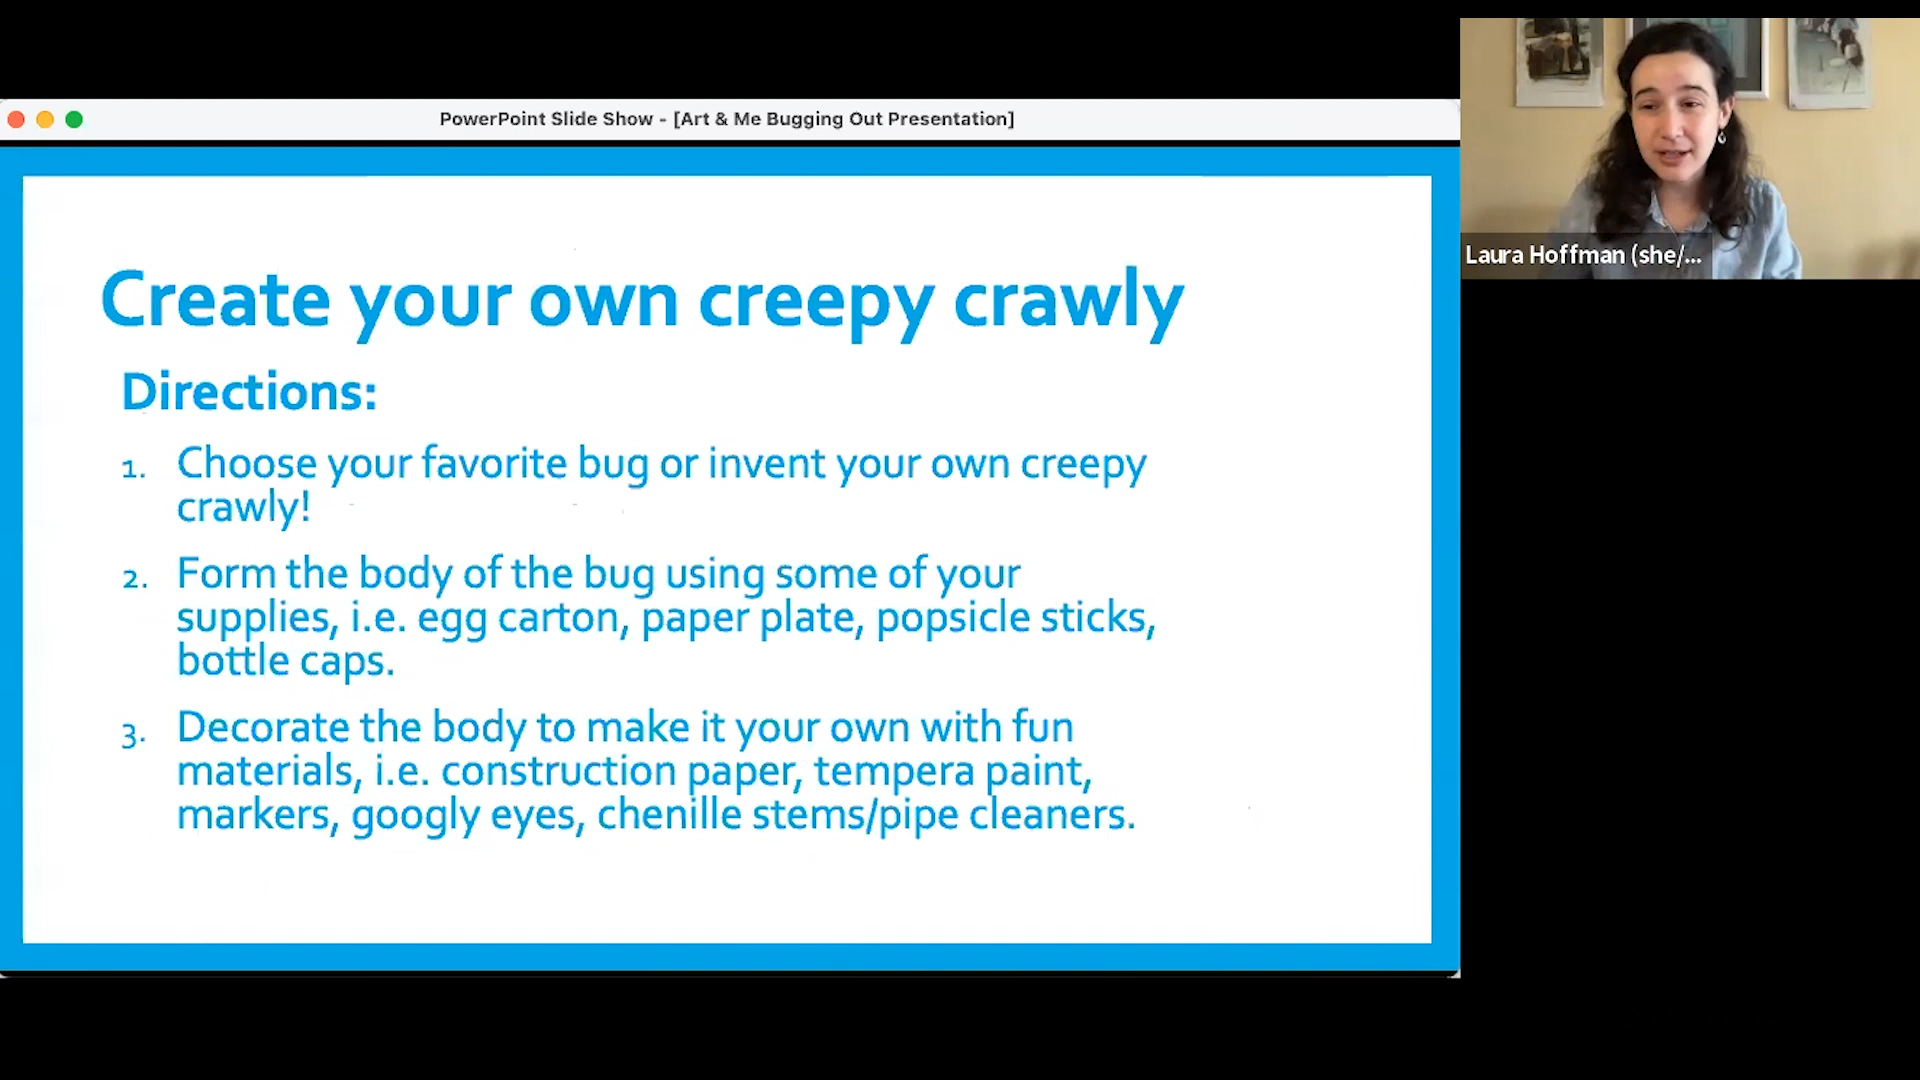 PowerPoint Slide Show - [Art & Me Bugging Out Presentation]
Laura Hoffman (she/...
Create your own creepy crawly
Directions:
1. Choose your favorite bug or invent your own creepy
crawly!
2. Form the body of the bug using some of your
supplies, i.e. egg carton, paper plate, popsicle sticks,
bottle caps.
3. Decorate the body to make it your own with fun
materials, i.e. construction paper, tempera paint,
markers, googly eyes, chenille stems/pipe cleaners.